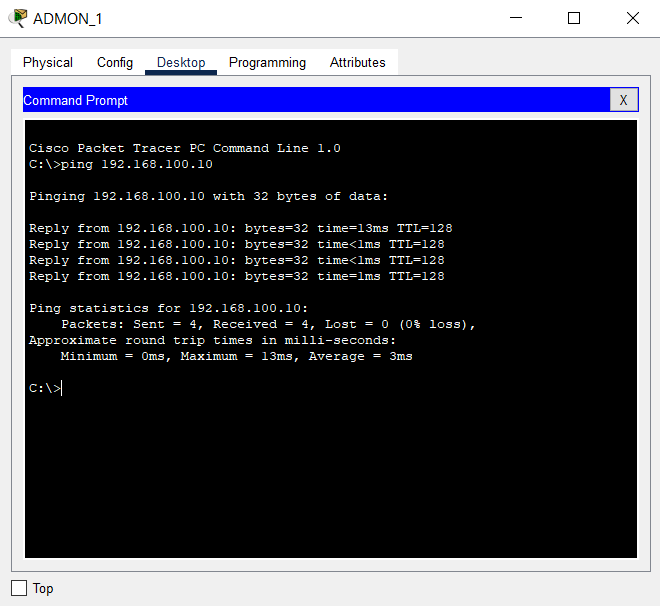 ADMON_1
Physical Config Desktop Programming Attributes
Command Prompt X
Cisco Packet Tracer PC Command Line 1.0
C:\>ping 192.168.100.10
Pinging 192.168.100.10 with 32 bytes of data:
Reply from 192.168.100.10: bytes=32 time=13ms TTL=128
Reply from 192.168.100.10: bytes=32 time<1ms TTL=128
Reply from 192.168.100.10: bytes=32 time<1ms TTL=128
Reply from 192.168.100.10: bytes=32 time=1ms TTL=128
Ping statistics for 192.168.100.10:
Packets: Sent = 4, Received = 4, Lost = 0 (0% loss),
Approximate round trip times in milli-seconds:
Minimum = 0ms, Maximum = 13ms, Average = 3ms
C:\>
Top